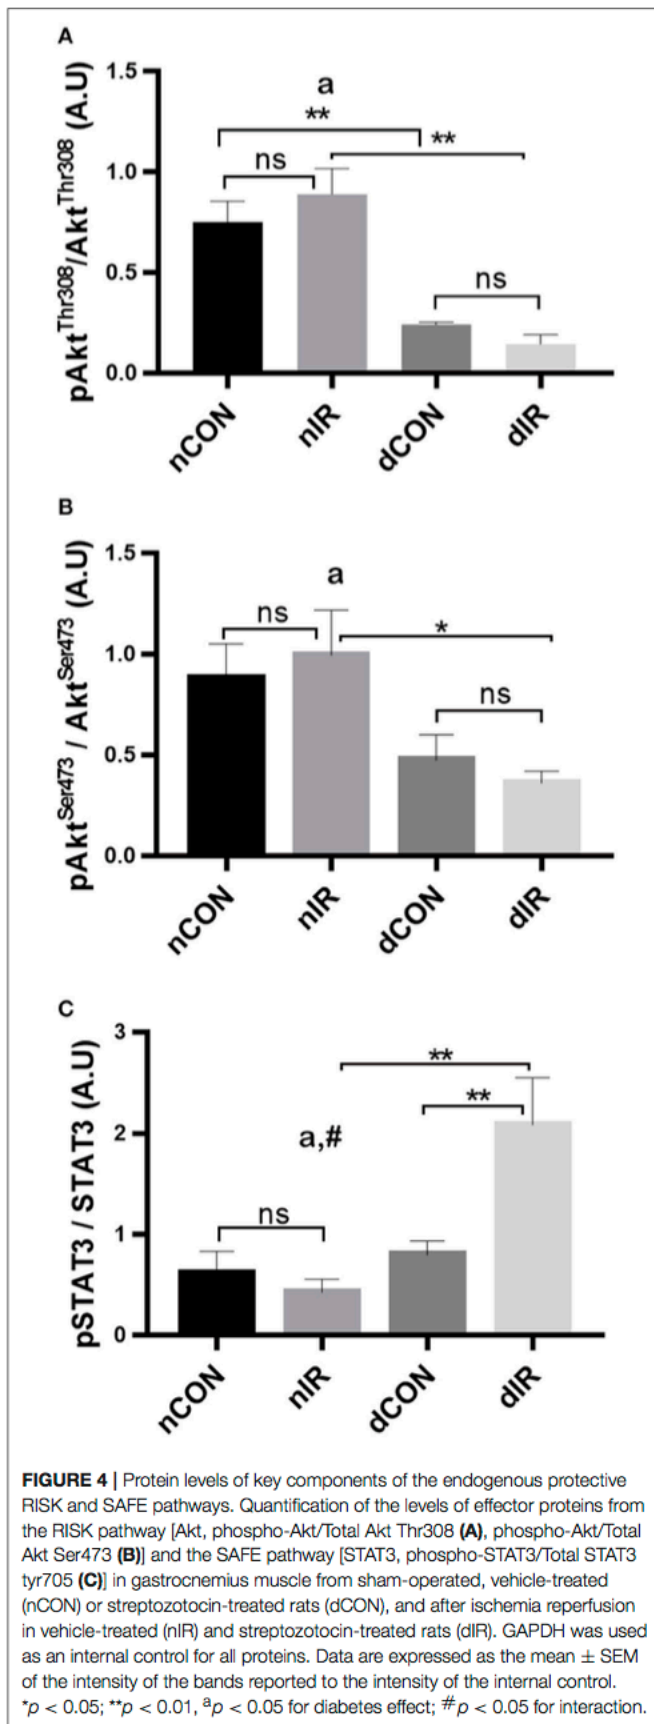 A
pAkt^Thr308/Akt^Thr308 (A.U)
1.5
1.0
0.5
0.0
a
**
**
ns
ns
nCON
nIR
dCON
dIR
B
pAkt^Ser473 / Akt^Ser473 (A.U)
1.5
1.0
0.5
0.0
a
ns
*
ns
nCON
nIR
dCON
dIR
C
pSTAT3 / STAT3 (A.U)
3
2
1
0
**
**
a,#
ns
nCON
nIR
dCON
dIR
FIGURE 4 | Protein levels of key components of the endogenous protective
RISK and SAFE pathways. Quantification of the levels of effector proteins from
the RISK pathway [Akt, phospho-Akt/Total Akt Thr308 (A), phospho-Akt/Total
Akt Ser473 (B)] and the SAFE pathway [STAT3, phospho-STAT3/Total STAT3
tyr705 (C)] in gastrocnemius muscle from sham-operated, vehicle-treated
(nCON) or streptozotocin-treated rats (dCON), and after ischemia reperfusion
in vehicle-treated (nIR) and streptozotocin-treated rats (dIR). GAPDH was used
as an internal control for all proteins. Data are expressed as the mean ± SEM
of the intensity of the bands reported to the intensity of the internal control.
*p < 0.05; **p < 0.01, ^a p < 0.05 for diabetes effect; #p < 0.05 for interaction.